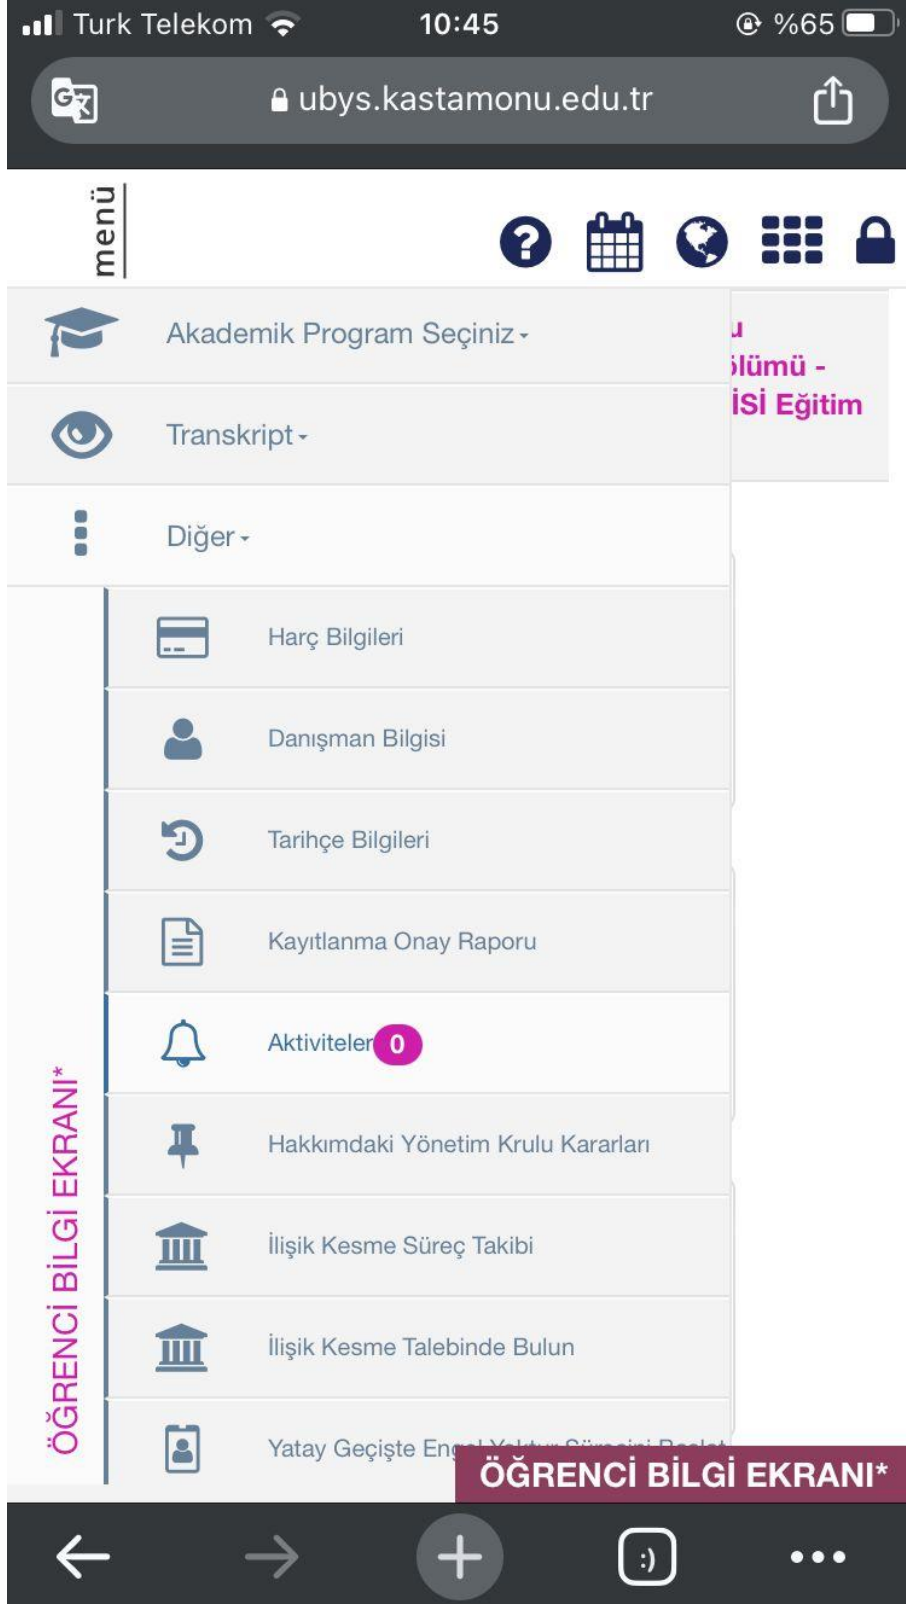 Turk Telekom 10:45 %65
ubys.kastamonu.edu.tr
menü
Akademik Program Seçiniz
ölümü -
İSİ Eğitim
Transkript
Diğer
Harç Bilgileri
Danışman Bilgisi
Tarihçe Bilgileri
Kayıtlanma Onay Raporu
Aktiviteler 0
Hakkımdaki Yönetim Krulu Kararları
İlişik Kesme Süreç Takibi
İlişik Kesme Talebinde Bulun
Yatay Geçişte
ÖĞRENCİ BİLGİ EKRANI*
ÖĞRENCİ BİLGİ EKRANI*
:)